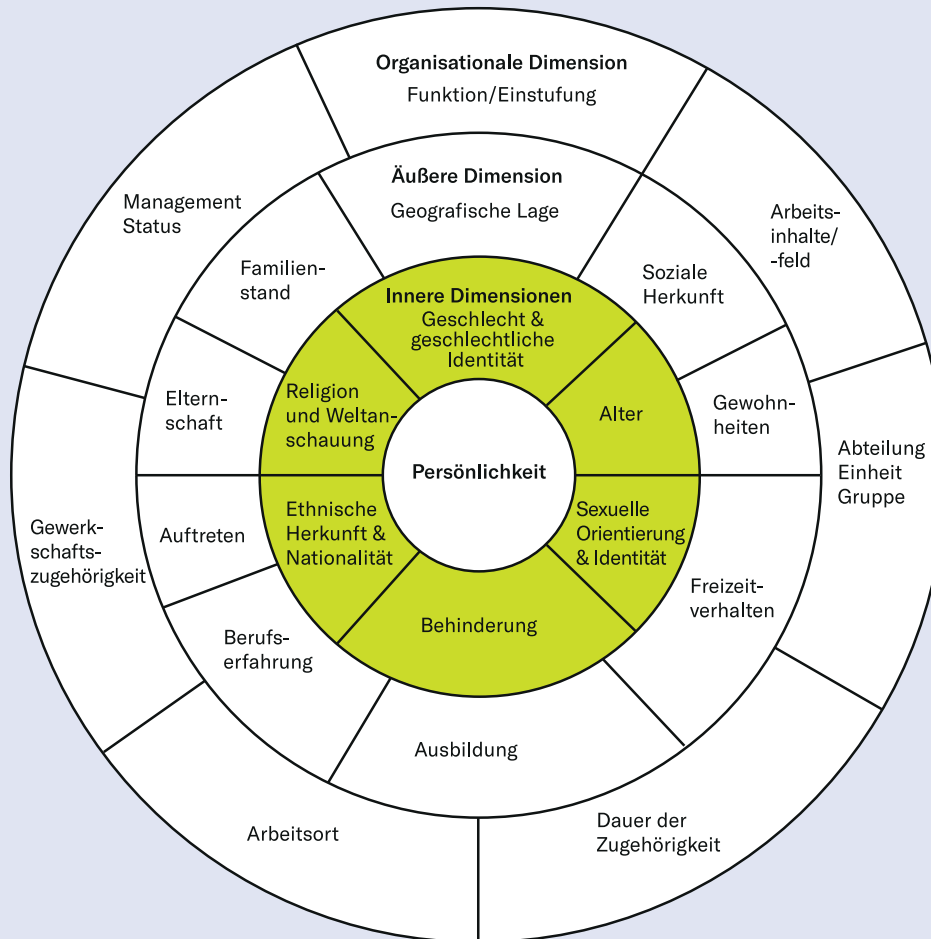 Organisationale Dimension
Funktion/Einstufung
Arbeits-
inhalte/
-feld
Abteilung
Einheit
Gruppe
Dauer der
Zugehörigkeit
Arbeitsort
Gewerk-
schafts-
zugehörigkeit
Management
Status
Äußere Dimension
Geografische Lage
Soziale
Herkunft
Gewohn-
heiten
Freizeit-
verhalten
Ausbildung
Berufs-
erfahrung
Auftreten
Eltern-
schaft
Familien-
stand
Innere Dimensionen
Geschlecht &
geschlechtliche
Identität
Alter
Sexuelle
Orientierung
& Identität
Behinderung
Ethnische
Herkunft &
Nationalität
Religion
und Weltan-
schauung
Persönlichkeit